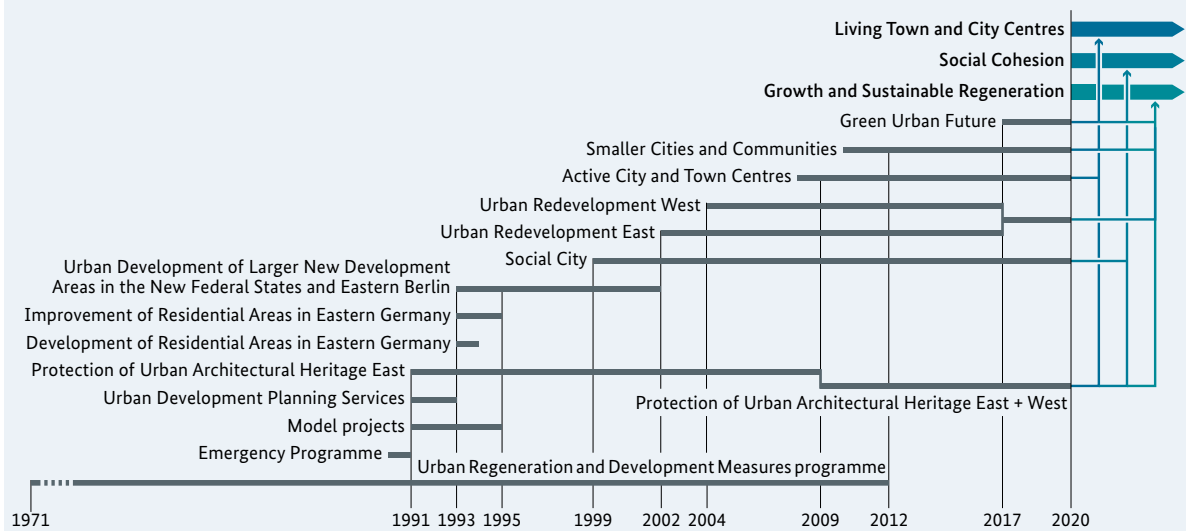 Living Town and City Centres
Social Cohesion
Growth and Sustainable Regeneration
Green Urban Future
Smaller Cities and Communities
Active City and Town Centres
Urban Redevelopment West
Urban Redevelopment East
Social City
Urban Development of Larger New Development
Areas in the New Federal States and Eastern Berlin
Improvement of Residential Areas in Eastern Germany
Development of Residential Areas in Eastern Germany
Protection of Urban Architectural Heritage East
Urban Development Planning Services
Protection of Urban Architectural Heritage East + West
Model projects
Emergency Programme
Urban Regeneration and Development Measures programme
1971 1991 1993 1995 1999 2002 2004 2009 2012 2017 2020